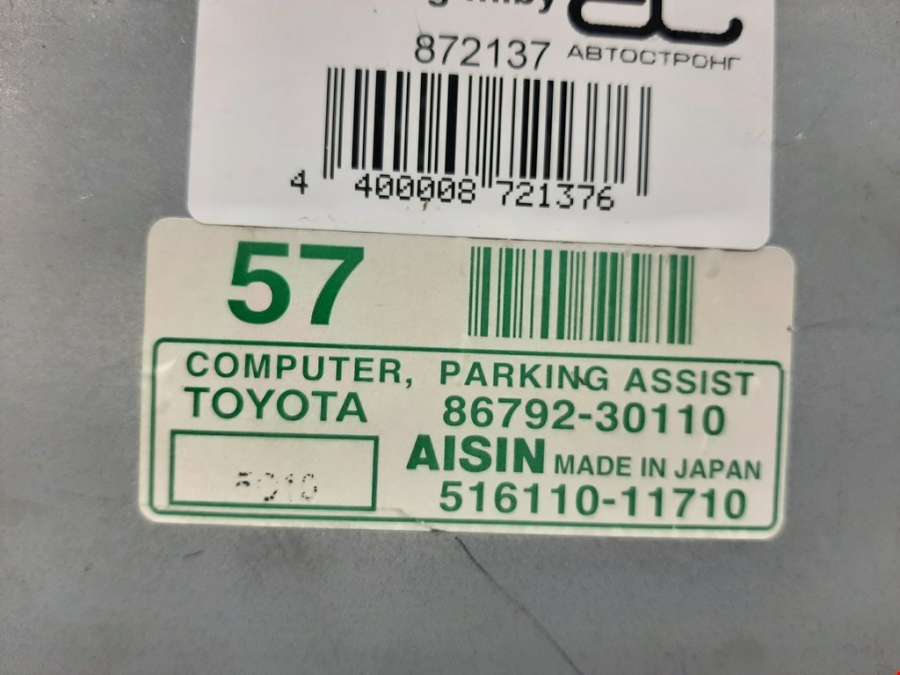 872137
АВТОСТРОНГ
4 400008 721376
57
COMPUTER, PARKING ASSIST
TOYOTA 86792-30110
AISIN MADE IN JAPAN
516110-11710